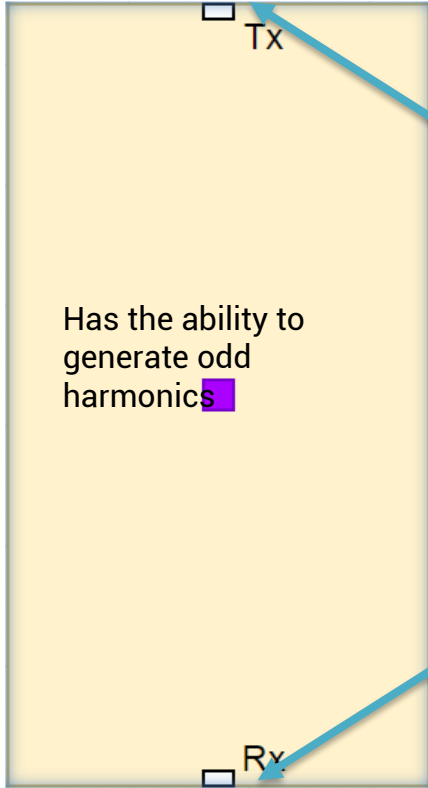 Tx
Has the ability to
generate odd
harmonics
Rx